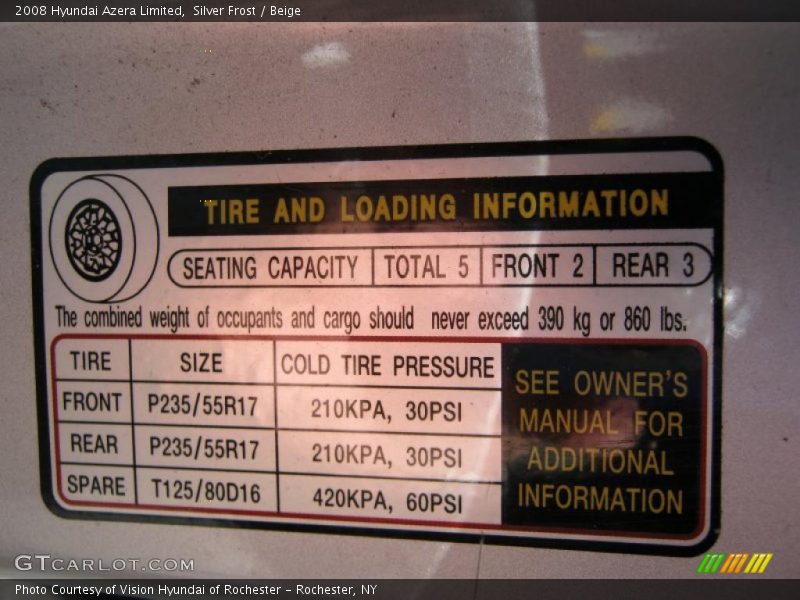 2008 Hyundai Azera Limited, Silver Frost / Beige
TIRE AND LOADING INFORMATION
SEATING CAPACITY TOTAL 5 FRONT 2 REAR 3
The combined weight of occupants and cargo should never exceed 390 kg or 860 lbs.
TIRE SIZE COLD TIRE PRESSURE
FRONT P235/55R17 210KPA, 30PSI
REAR P235/55R17 210KPA, 30PSI
SPARE T125/80D16 420KPA, 60PSI
SEE OWNER'S
MANUAL FOR
ADDITIONAL
INFORMATION
GTCARLOT.COM
Photo Courtesy of Vision Hyundai of Rochester – Rochester, NY